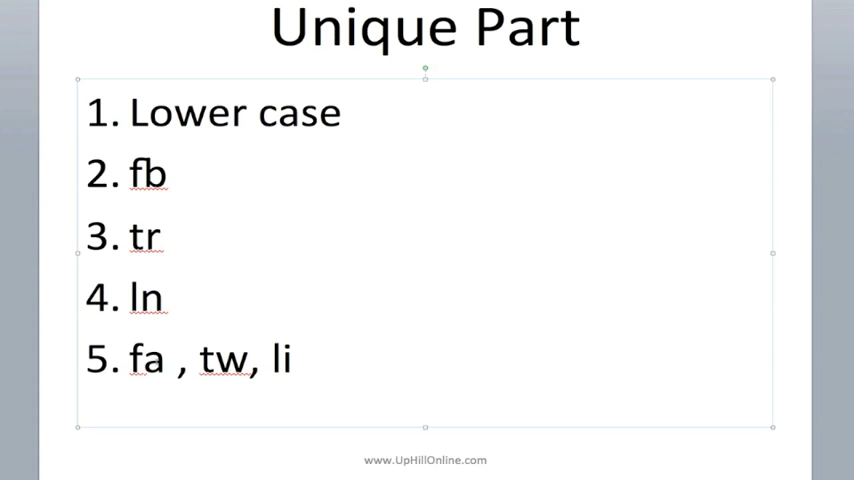 Unique Part
1. Lower case
2. fb
3. tr
4. ln
5. fa , tw, li
www.UpHillOnline.com